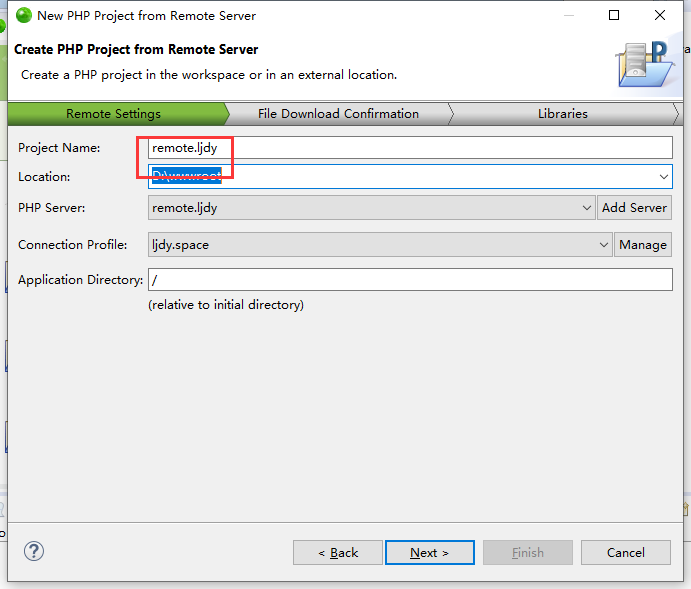 New PHP Project from Remote Server
Create PHP Project from Remote Server
Create a PHP project in the workspace or in an external location.
Remote Settings File Download Confirmation Libraries
Project Name: remote.ljdy
Location: D:\wwwroot
PHP Server: remote.ljdy Add Server
Connection Profile: ljdy.space Manage
Application Directory: /
(relative to initial directory)
? < Back Next > Finish Cancel